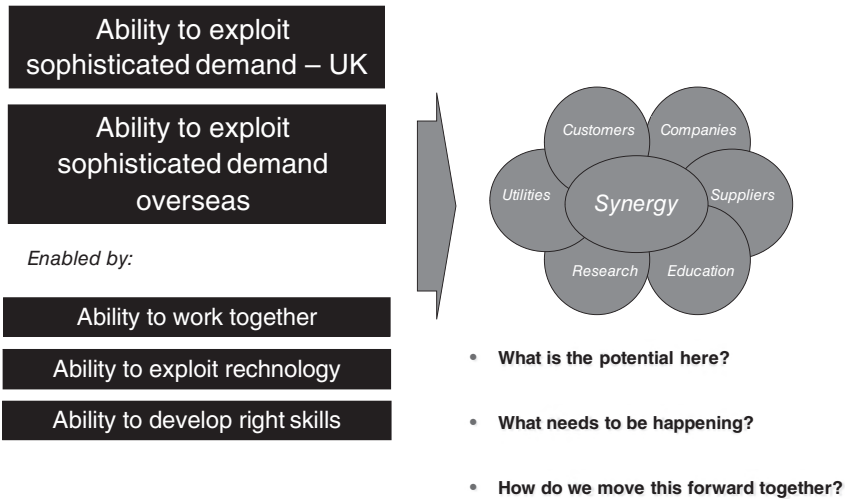 Ability to exploit
sophisticated demand – UK
Ability to exploit
sophisticated demand
overseas
Enabled by:
Ability to work together
Ability to exploit rechnology
Ability to develop right skills
Customers
Companies
Utilities
Synergy
Suppliers
Research
Education
• What is the potential here?
• What needs to be happening?
• How do we move this forward together?